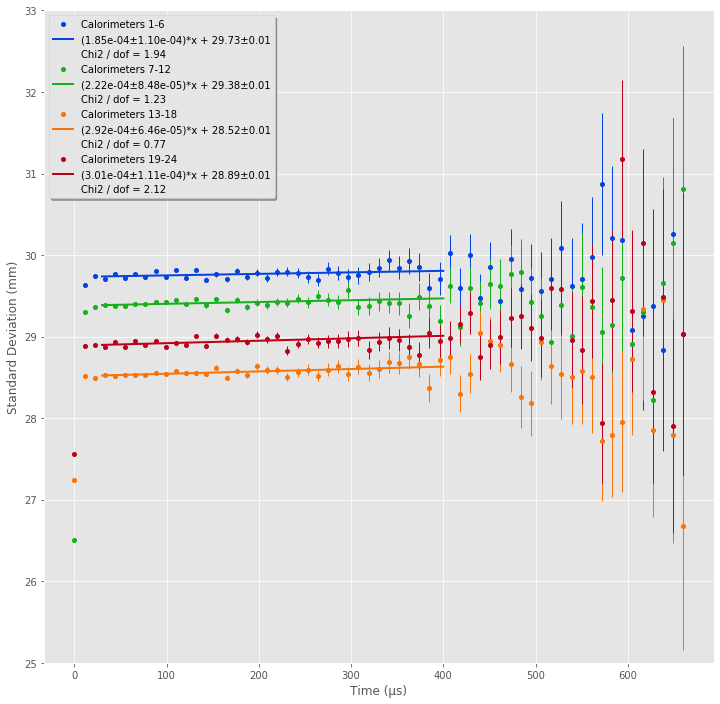 Calorimeters 1-6
(1.85e-04±1.10e-04)*x + 29.73±0.01
Chi2 / dof = 1.94
Calorimeters 7-12
(2.22e-04±8.48e-05)*x + 29.38±0.01
Chi2 / dof = 1.23
Calorimeters 13-18
(2.92e-04±6.46e-05)*x + 28.52±0.01
Chi2 / dof = 0.77
Calorimeters 19-24
(3.01e-04±1.11e-04)*x + 28.89±0.01
Chi2 / dof = 2.12
Standard Deviation (mm)
33
32
31
30
29
28
27
26
25
0 100 200 300 400 500 600
Time (μs)